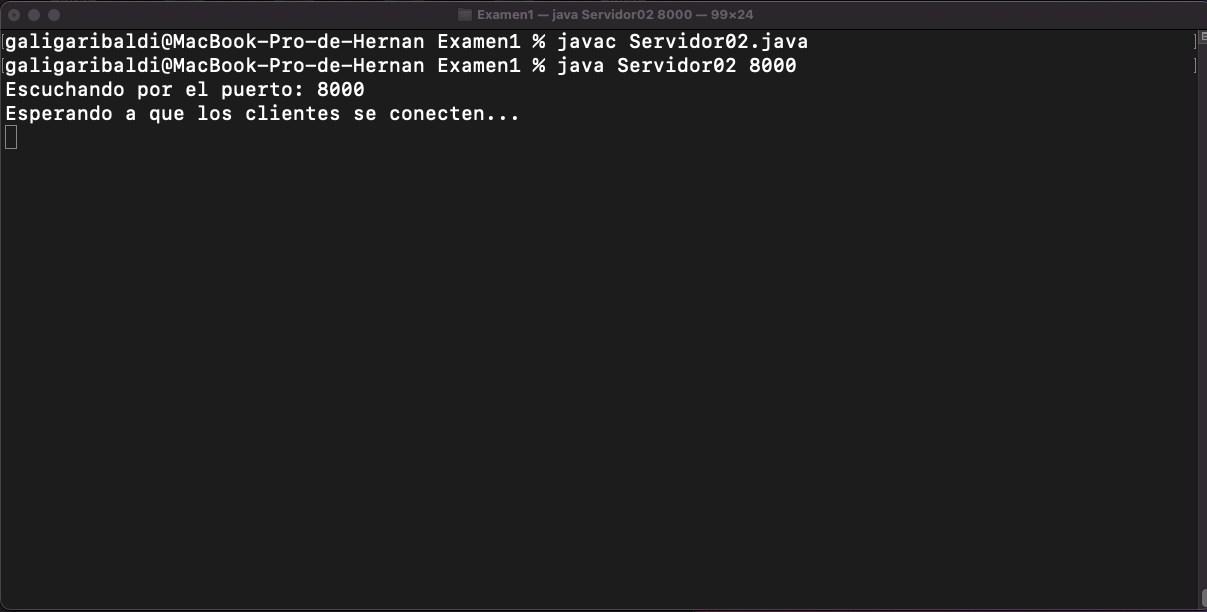 Examen1 — java Servidor02 8000 — 99×24
galigaribaldi@MacBook-Pro-de-Hernan Examen1 % javac Servidor02.java
galigaribaldi@MacBook-Pro-de-Hernan Examen1 % java Servidor02 8000
Escuchando por el puerto: 8000
Esperando a que los clientes se conecten...